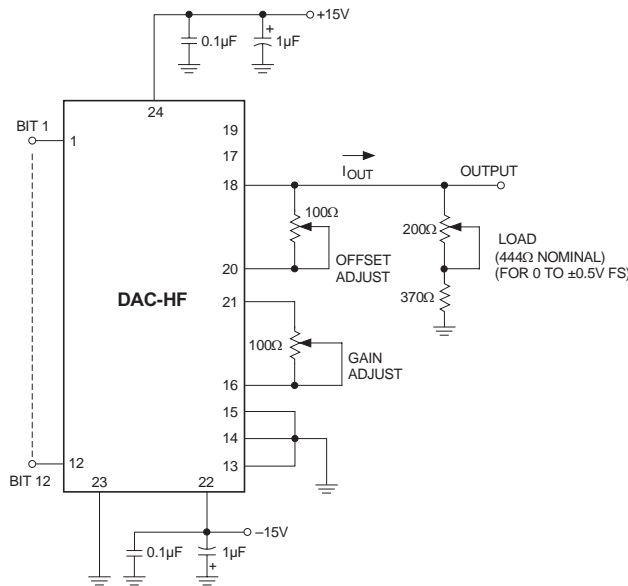 +15V
0.1µF
+
1µF
24
BIT 1
1
19
17
18
I OUT
OUTPUT
100Ω
200Ω
LOAD
(444Ω NOMINAL)
(FOR 0 TO ±0.5V FS)
OFFSET
ADJUST
20
DAC-HF
21
370Ω
100Ω
GAIN
ADJUST
16
15
14
13
12
BIT 12
23
22
–15V
0.1µF
1µF
+